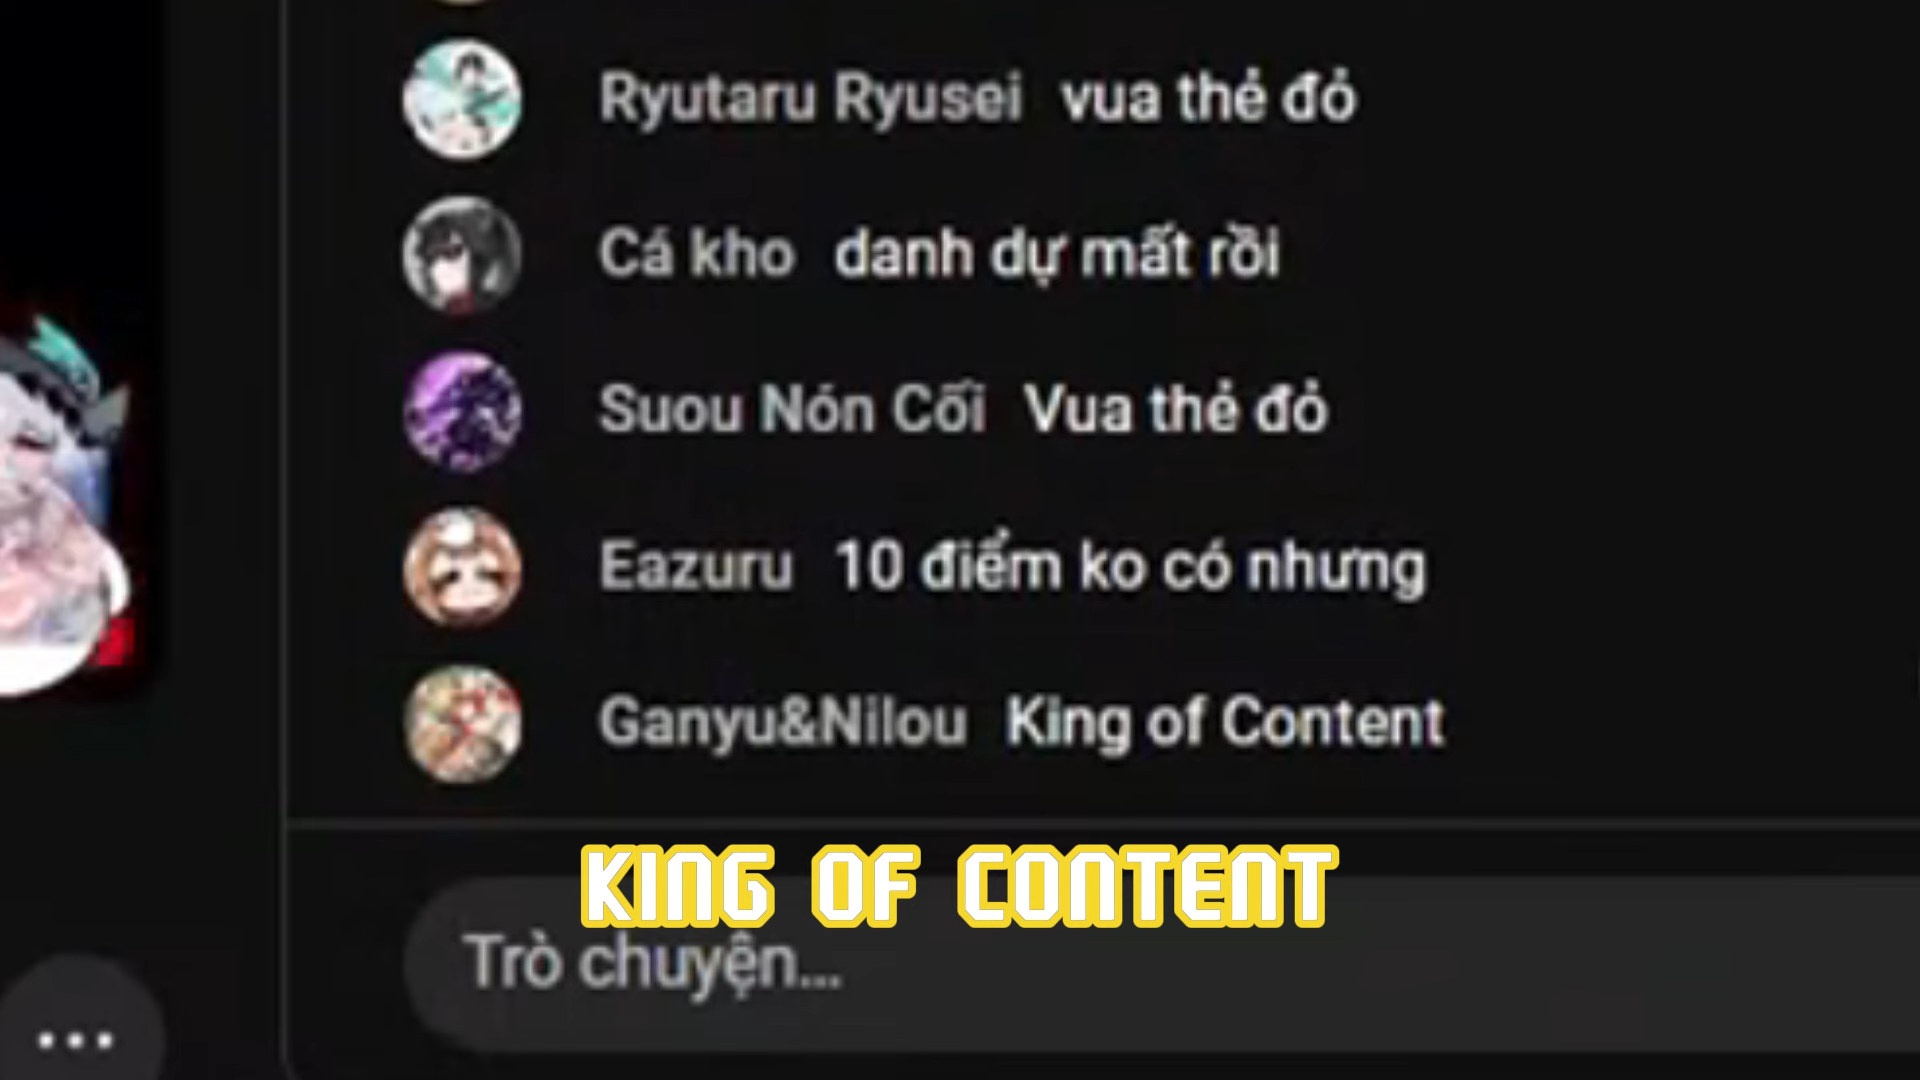 Ryutaru Ryusei vua thẻ đỏ
Cá kho danh dự mất rồi
Suou Nón Cối Vua thẻ đỏ
Eazuru 10 điểm ko có nhưng
Ganyu&Nilou King of Content
KING OF CONTENT
Trò chuyện...